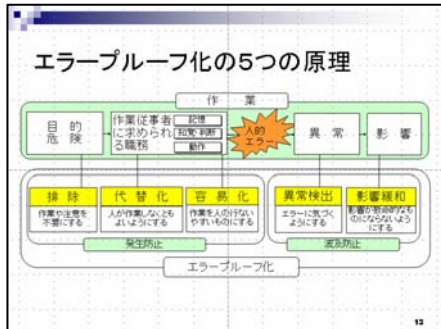 エラープルーフ化の5つの原理
作業
目的
危険
作業従事者
に求められ
る職務
記憶
知覚・判断
動作
人的
エラー
異常
影響
排除
作業や注意を
不要にする
代替化
人が作業しなくとも
よいようにする
容易化
作業を人の行ない
やすいものにする
異常検出
エラーに気づく
ようにする
影響緩和
影響が致命的なも
のにならないよう
にする
発生防止
波及防止
エラープルーフ化
13